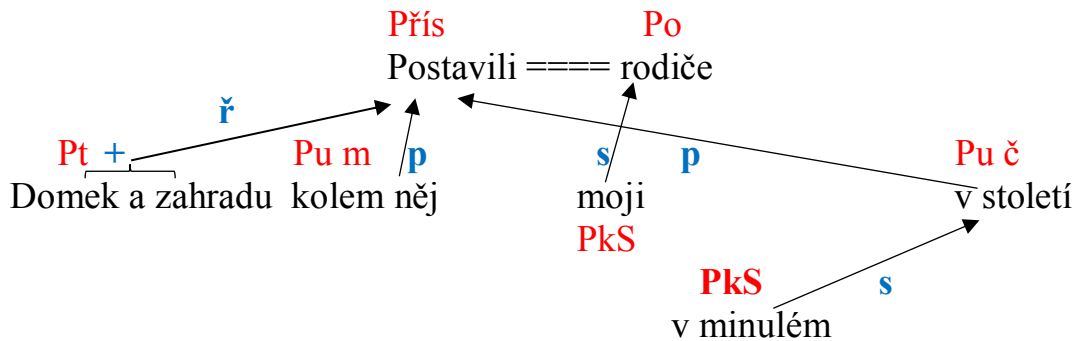 Přís Po
Postavili ==== rodiče
ř
Pt + Pu m p s p Pu č
Domek a zahradu kolem něj moji v století
PkS
PkS s
v minulém